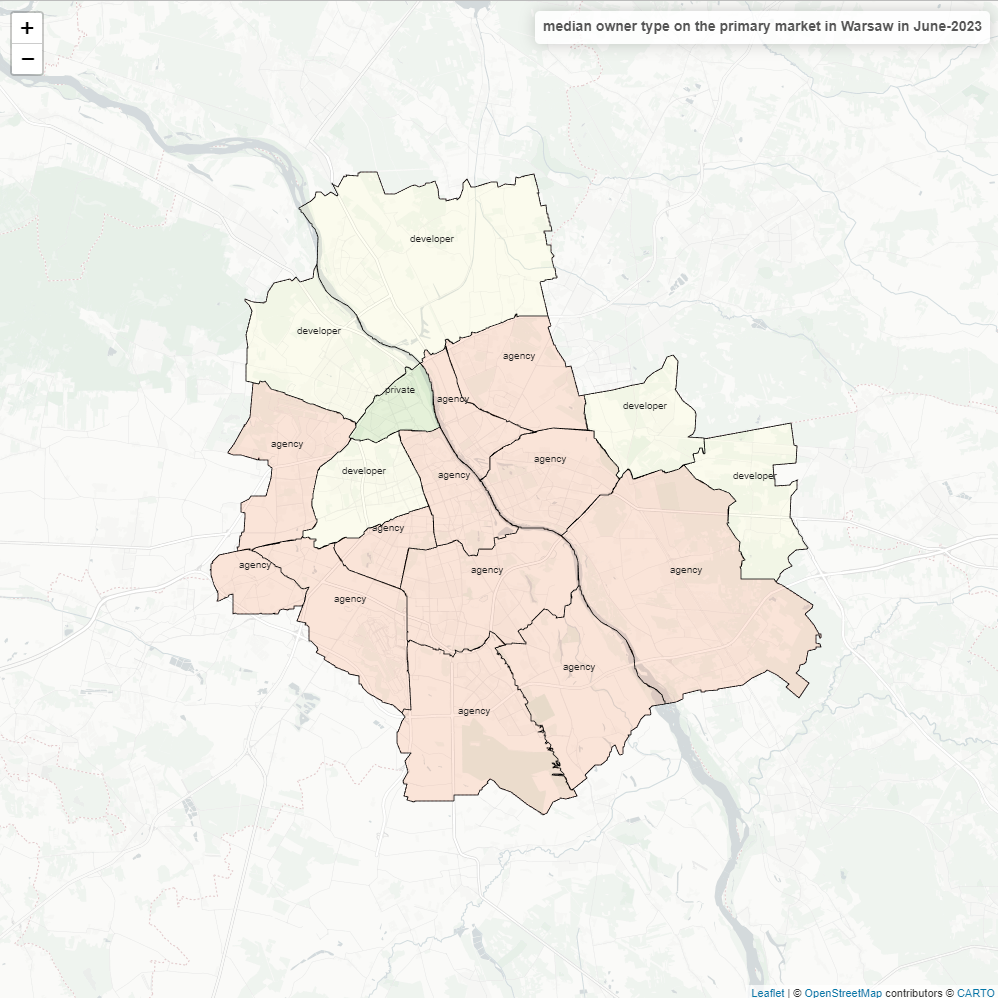 +
−
median owner type on the primary market in Warsaw in June-2023
developer
developer
agency
private
agency
developer
agency
agency
developer
agency
developer
agency
agency
agency
agency
agency
agency
agency
Leaflet | © OpenStreetMap contributors © CARTO